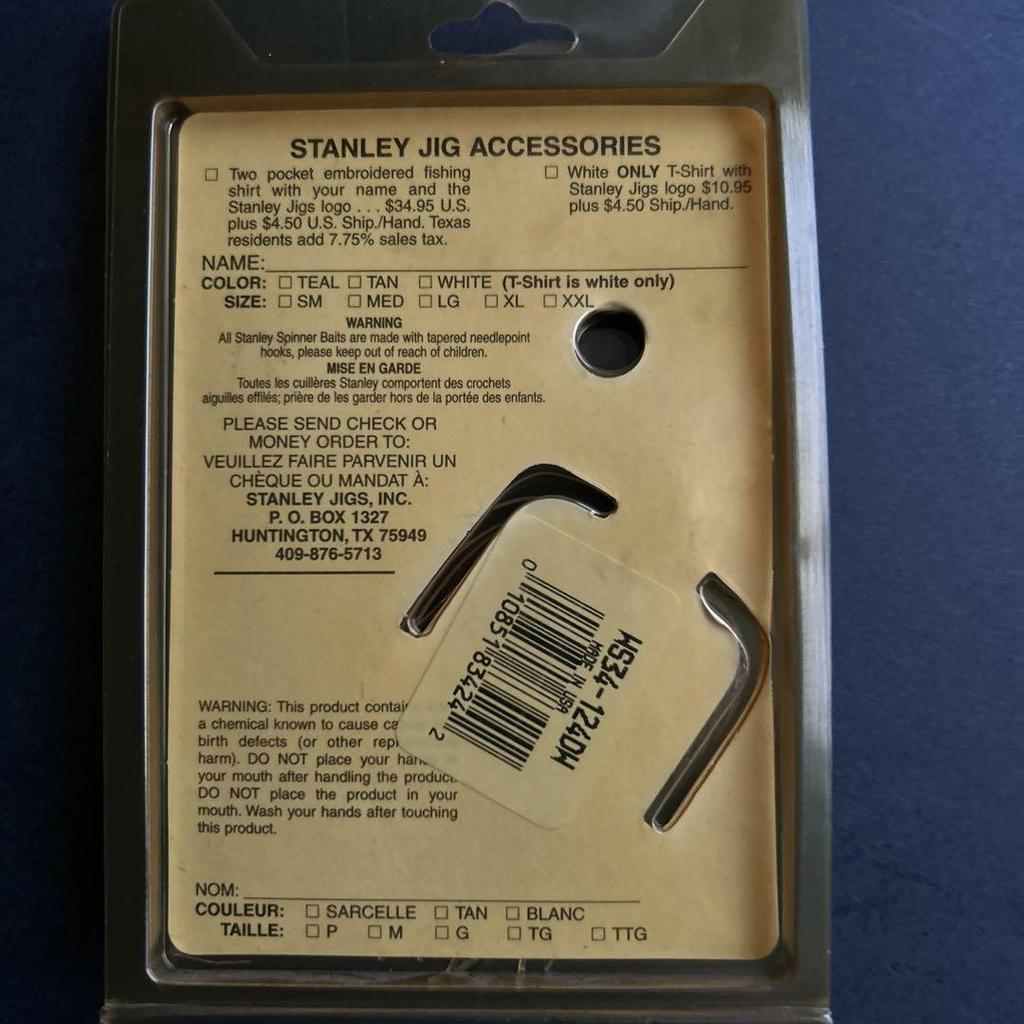 STANLEY JIG ACCESSORIES
☐ Two pocket embroidered fishing
shirt with your name and the
Stanley Jigs logo . . . $34.95 U.S.
plus $4.50 U.S. Ship./Hand. Texas
residents add 7.75% sales tax.
☐ White ONLY T-Shirt with
Stanley Jigs logo $10.95
plus $4.50 Ship./Hand.
NAME:
COLOR: ☐ TEAL ☐ TAN ☐ WHITE (T-Shirt is white only)
SIZE: ☐ SM ☐ MED ☐ LG ☐ XL ☐ XXL
WARNING
All Stanley Spinner Baits are made with tapered needlepoint
hooks, please keep out of reach of children.
MISE EN GARDE
Toutes les cuillères Stanley comportent des crochets
aiguilles effilés; prière de les garder hors de la portée des enfants.
PLEASE SEND CHECK OR
MONEY ORDER TO:
VEUILLEZ FAIRE PARVENIR UN
CHÈQUE OU MANDAT À:
STANLEY JIGS, INC.
P. O. BOX 1327
HUNTINGTON, TX 75949
409-876-5713
WS34-124DW
MADE IN USA
0 10851 83424 2
WARNING: This product contai
a chemical known to cause ca
birth defects (or other repr
harm). DO NOT place your han
your mouth after handling the product.
DO NOT place the product in your
mouth. Wash your hands after touching
this product.
NOM:
COULEUR: ☐ SARCELLE ☐ TAN ☐ BLANC
TAILLE: ☐ P ☐ M ☐ G ☐ TG ☐ TTG